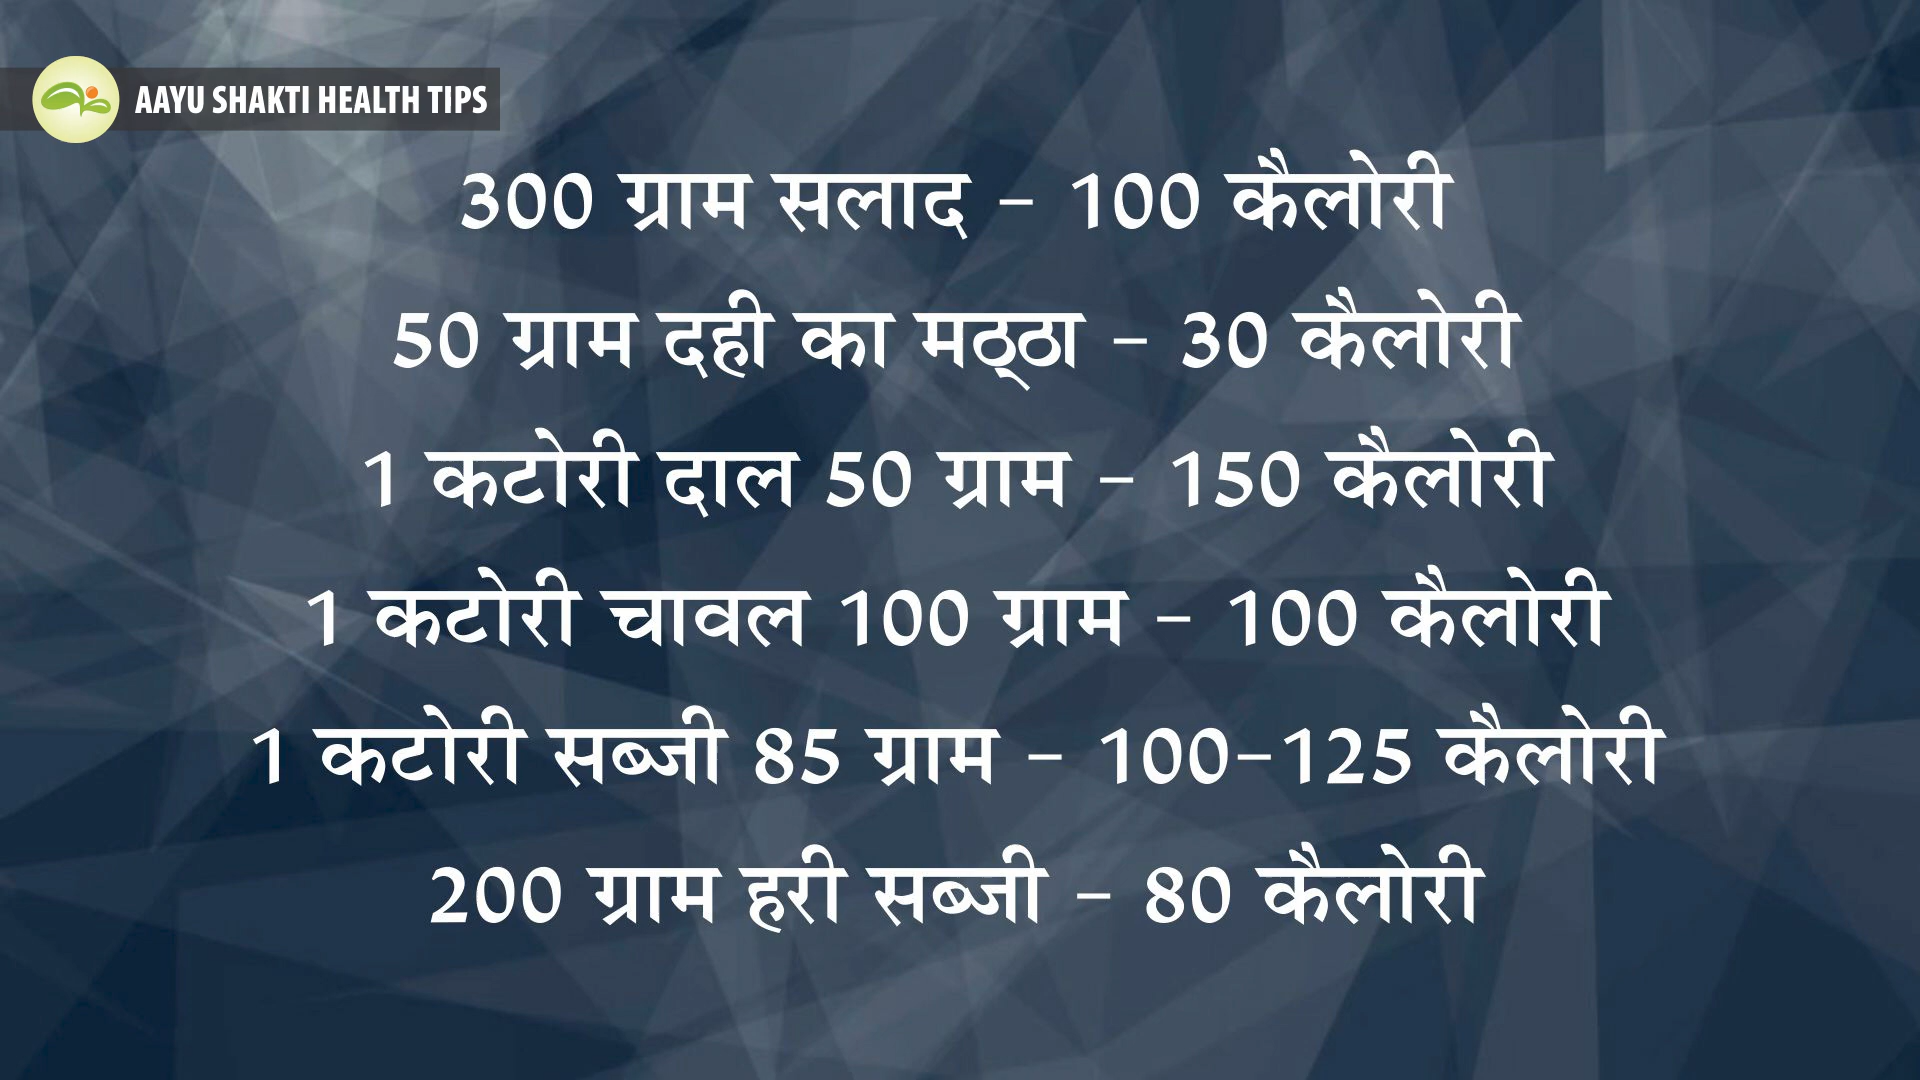 AAYU SHAKTI HEALTH TIPS
300 ग्राम सलाद - 100 कैलोरी
50 ग्राम दही का मठ्ठा - 30 कैलोरी
1 कटोरी दाल 50 ग्राम - 150 कैलोरी
1 कटोरी चावल 100 ग्राम - 100 कैलोरी
1 कटोरी सब्जी 85 ग्राम - 100-125 कैलोरी
200 ग्राम हरी सब्जी - 80 कैलोरी